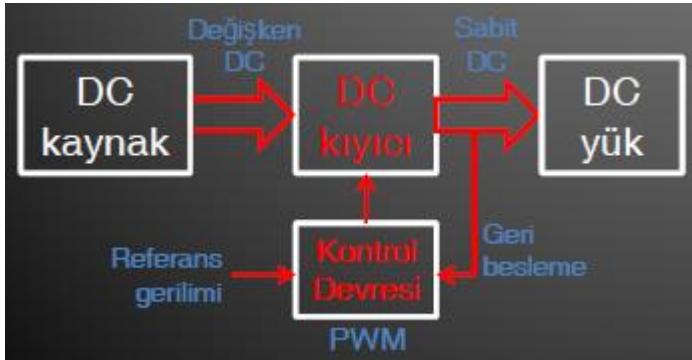 Değişken
DC
Sabit
DC
DC
kaynak
DC
kıyıcı
DC
yük
Referans
gerilimi
Kontrol
Devresi
Geri
besleme
PWM